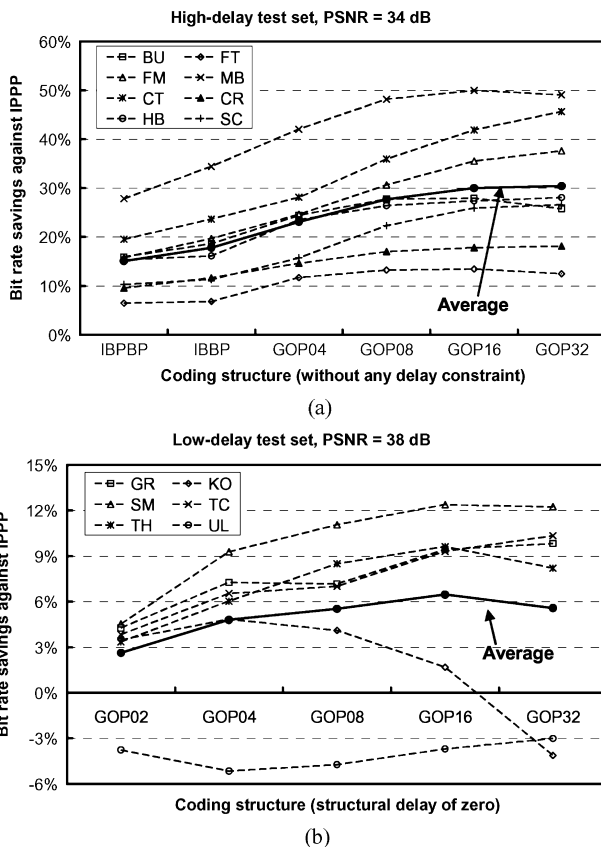 High-delay test set, PSNR = 34 dB
Bit rate savings against IPPP
60%
50%
40%
30%
20%
10%
0%
BU FT
FM MB
CT CR
HB SC
Average
IBPBP IBBP GOP04 GOP08 GOP16 GOP32
Coding structure (without any delay constraint)
(a)
Low-delay test set, PSNR = 38 dB
Bit rate savings against IPPP
15%
12%
9%
6%
3%
0%
-3%
-6%
GR KO
SM TC
TH UL
Average
GOP02 GOP04 GOP08 GOP16 GOP32
Coding structure (structural delay of zero)
(b)